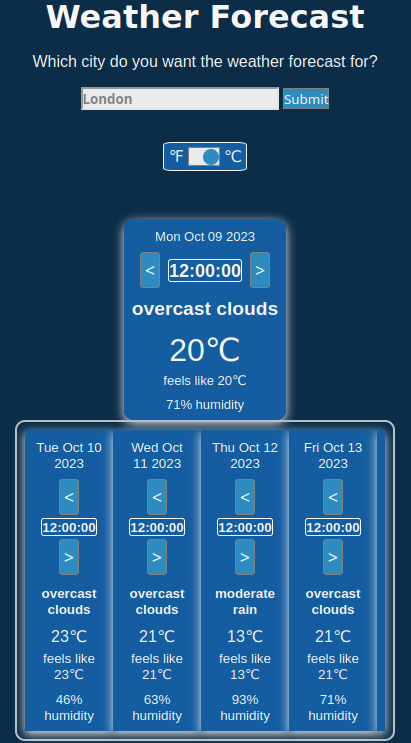 Weather Forecast
Which city do you want the weather forecast for?
London
Submit
℉ ℃
Mon Oct 09 2023
< 12:00:00 >
overcast clouds
20℃
feels like 20℃
71% humidity
Tue Oct 10
2023
<
12:00:00
>
overcast
clouds
23℃
feels like
23℃
46%
humidity
Wed Oct
11 2023
<
12:00:00
>
overcast
clouds
21℃
feels like
21℃
63%
humidity
Thu Oct 12
2023
<
12:00:00
>
moderate
rain
13℃
feels like
13℃
93%
humidity
Fri Oct 13
2023
<
12:00:00
>
overcast
clouds
21℃
feels like
21℃
71%
humidity